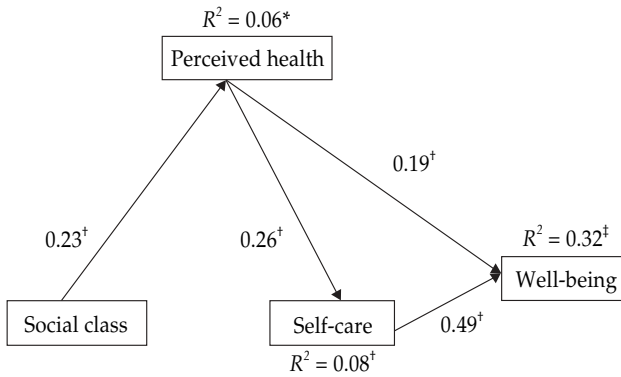 R² = 0.06*
Perceived health
0.19†
0.23†
0.26†
R² = 0.32‡
Well-being
Social class
Self-care
0.49†
R² = 0.08†